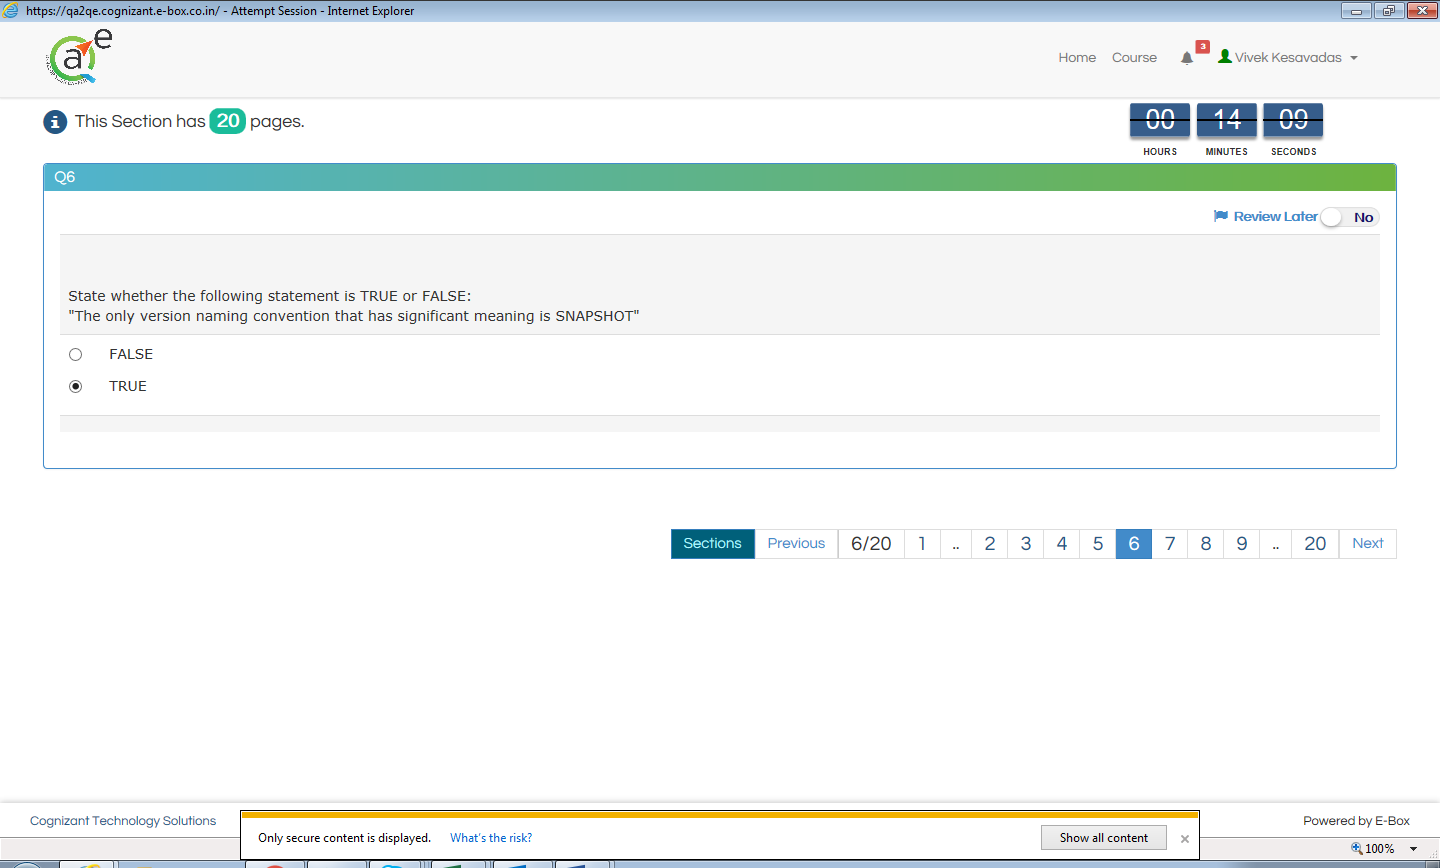 https://qa2qe.cognizant.e-box.co.in/ - Attempt Session - Internet Explorer
a e
Home Course 3 Vivek Kesavadas
This Section has 20 pages.
00 14 09
HOURS MINUTES SECONDS
Q6
Review Later No
State whether the following statement is TRUE or FALSE:
"The only version naming convention that has significant meaning is SNAPSHOT"
FALSE
TRUE
Sections Previous 6/20 1 .. 2 3 4 5 6 7 8 9 .. 20 Next
Cognizant Technology Solutions
Powered by E-Box
Only secure content is displayed. What's the risk? Show all content
100%